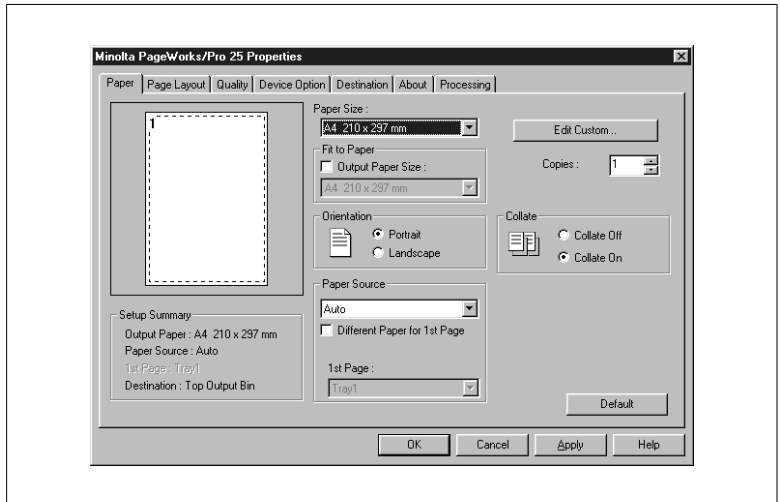 Minolta PageWorks/Pro 25 Properties
Paper
Page Layout
Quality
Device Option
Destination
About
Processing
1
Paper Size :
A4 210 x 297 mm
Edit Custom...
Fit to Paper
Output Paper Size :
A4 210 x 297 mm
Copies :
1
Orientation
Portrait
Landscape
Collate
Collate Off
Collate On
Paper Source
Auto
Different Paper for 1st Page
1st Page :
Tray1
Setup Summary
Output Paper : A4 210 x 297 mm
Paper Source : Auto
1st Page : Tray1
Destination : Top Output Bin
Default
OK
Cancel
Apply
Help